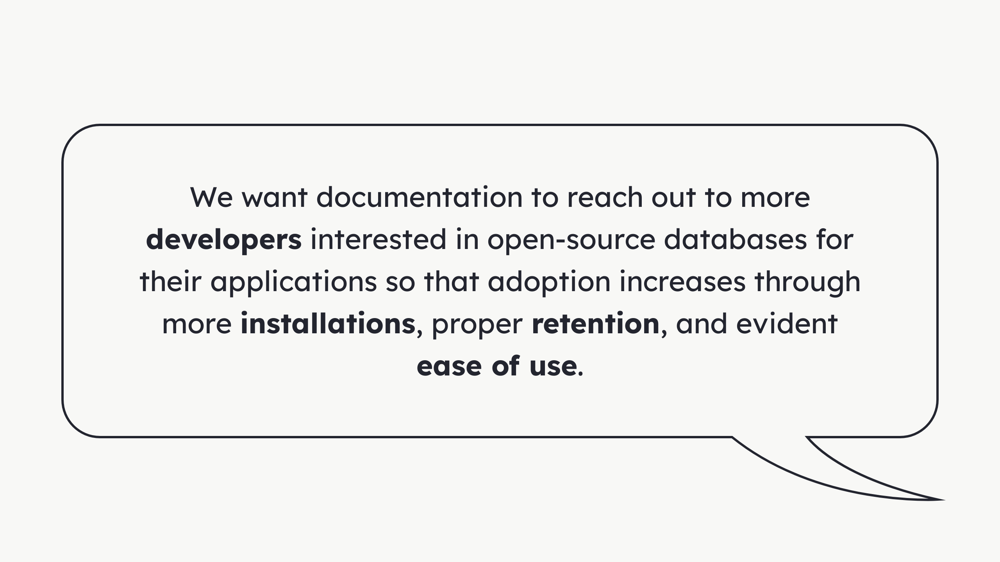 We want documentation to reach out to more
developers interested in open-source databases for
their applications so that adoption increases through
more installations, proper retention, and evident
ease of use.